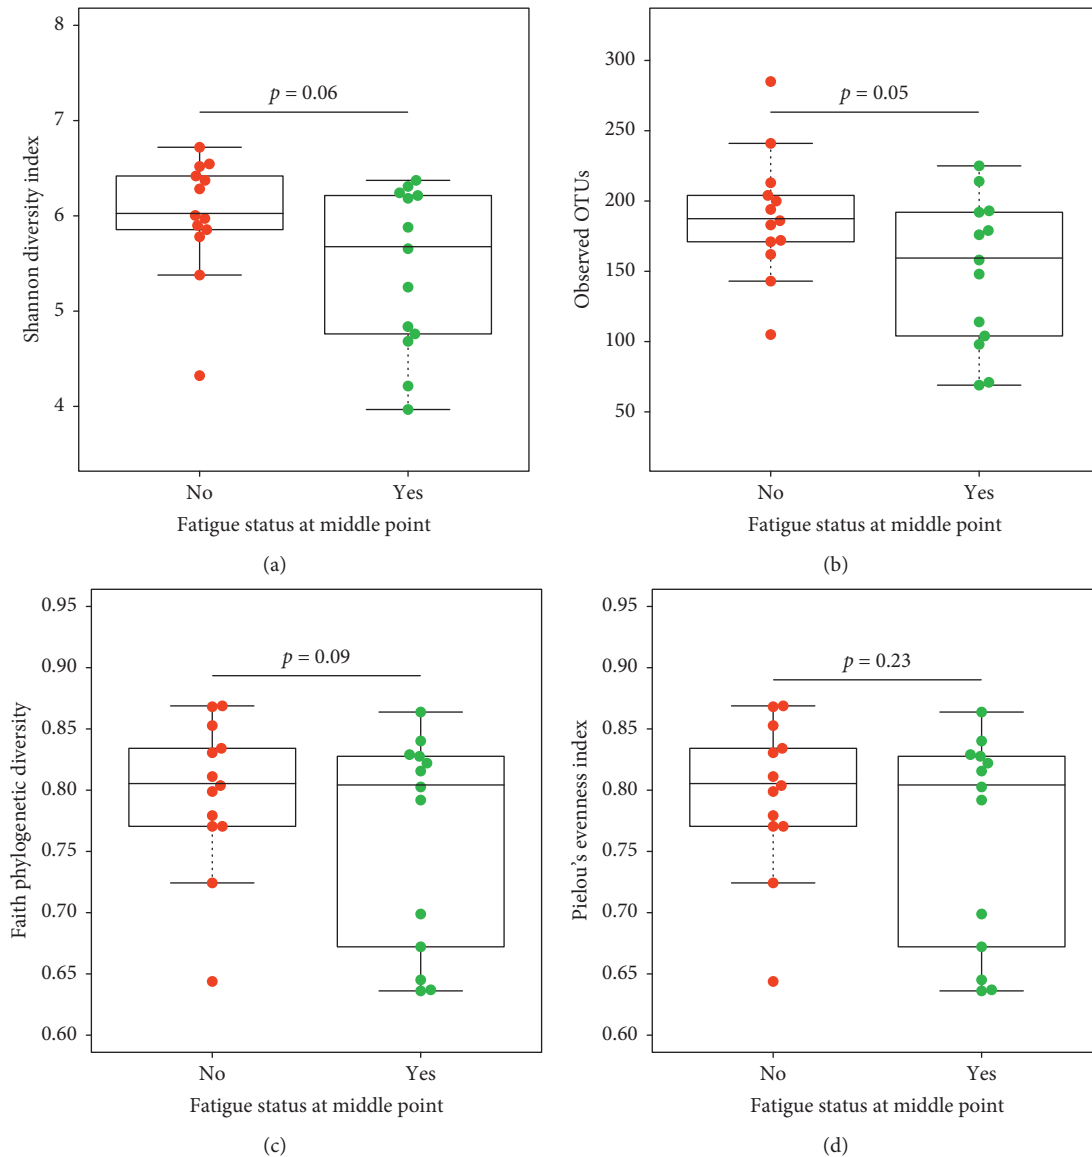 8
7
6
5
4
Shannon diversity index
p = 0.06
No
Yes
Fatigue status at middle point
(a)
300
250
200
150
100
50
Observed OTUs
p = 0.05
No
Yes
Fatigue status at middle point
(b)
0.95
0.90
0.85
0.80
0.75
0.70
0.65
0.60
Faith phylogenetic diversity
p = 0.09
No
Yes
Fatigue status at middle point
(c)
0.95
0.90
0.85
0.80
0.75
0.70
0.65
0.60
Pielou's evenness index
p = 0.23
No
Yes
Fatigue status at middle point
(d)